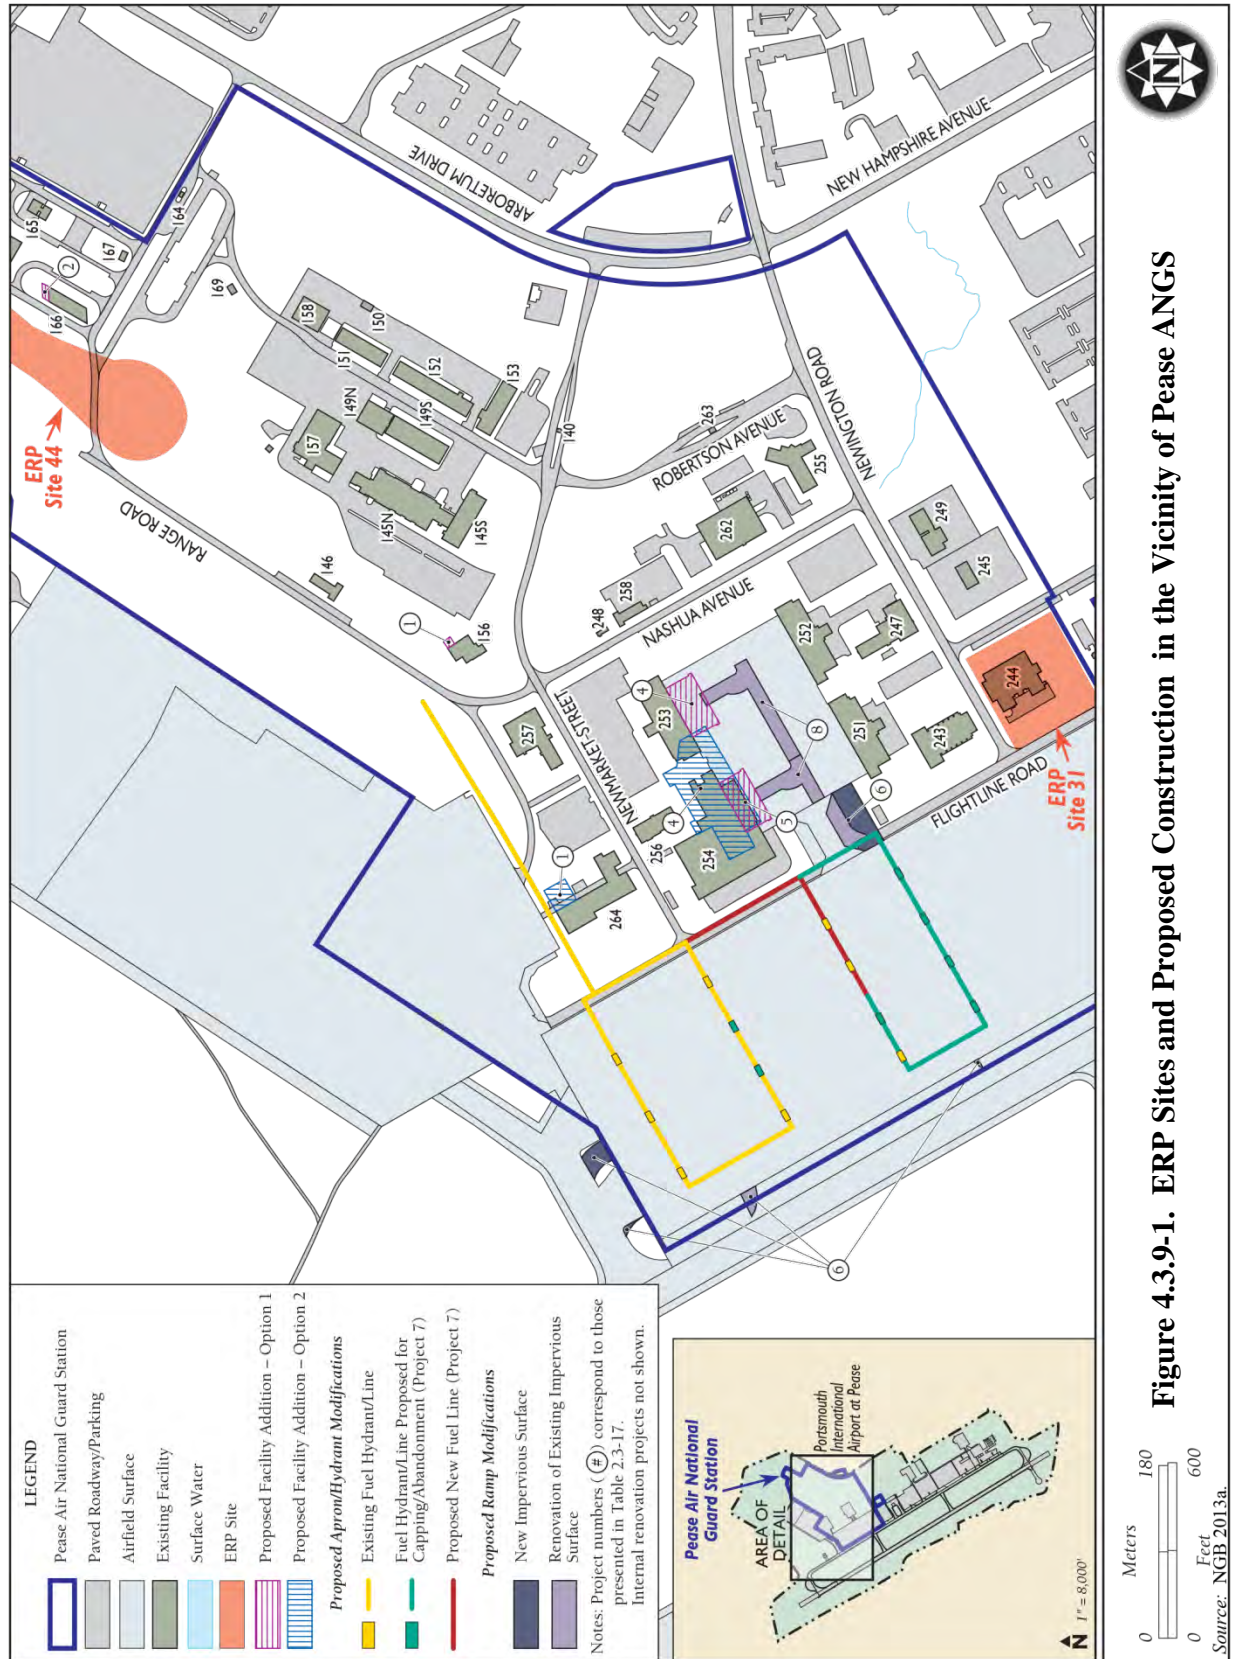 LEGEND
Pease Air National Guard Station
Paved Roadway/Parking
Airfield Surface
Existing Facility
Surface Water
ERP Site
Proposed Facility Addition – Option 1
Proposed Facility Addition – Option 2
Proposed Apron/Hydrant Modifications
Existing Fuel Hydrant/Line
Fuel Hydrant/Line Proposed for
Capping/Abandonment (Project 7)
Proposed New Fuel Line (Project 7)
Proposed Ramp Modifications
New Impervious Surface
Renovation of Existing Impervious
Surface
Notes: Project numbers (#) correspond to those
presented in Table 2.3-17.
Internal renovation projects not shown.
Pease Air National
Guard Station
AREA OF
DETAIL
Portsmouth
International
Airport at Pease
N
1" = 8,000'
ERP
Site 44
RANGE ROAD
ARBORETUM DRIVE
NEW HAMPSHIRE AVENUE
NEWINGTON ROAD
ROBERTSON AVENUE
NASHUA AVENUE
NEWMARKET STREET
FLIGHTLINE ROAD
ERP
Site 31
165
167
164
2
166
169
158
150
151
152
149N
149S
153
157
145N
145S
140
146
1
156
263
255
262
258
248
249
245
252
247
244
251
243
257
253
4
8
4
5
6
256
254
1
264
6
N
Figure 4.3.9-1. ERP Sites and Proposed Construction in the Vicinity of Pease ANGS
Meters
0
180
0
600
Feet
Source: NGB 2013a.